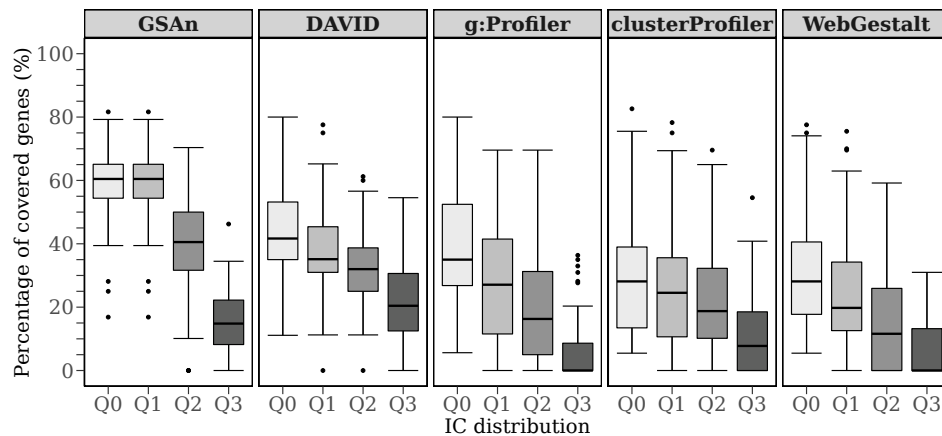 GSAn DAVID g:Profiler clusterProfiler WebGestalt
Percentage of covered genes (%)
100
80
60
40
20
0
Q0 Q1 Q2 Q3 Q0 Q1 Q2 Q3 Q0 Q1 Q2 Q3 Q0 Q1 Q2 Q3 Q0 Q1 Q2 Q3
IC distribution